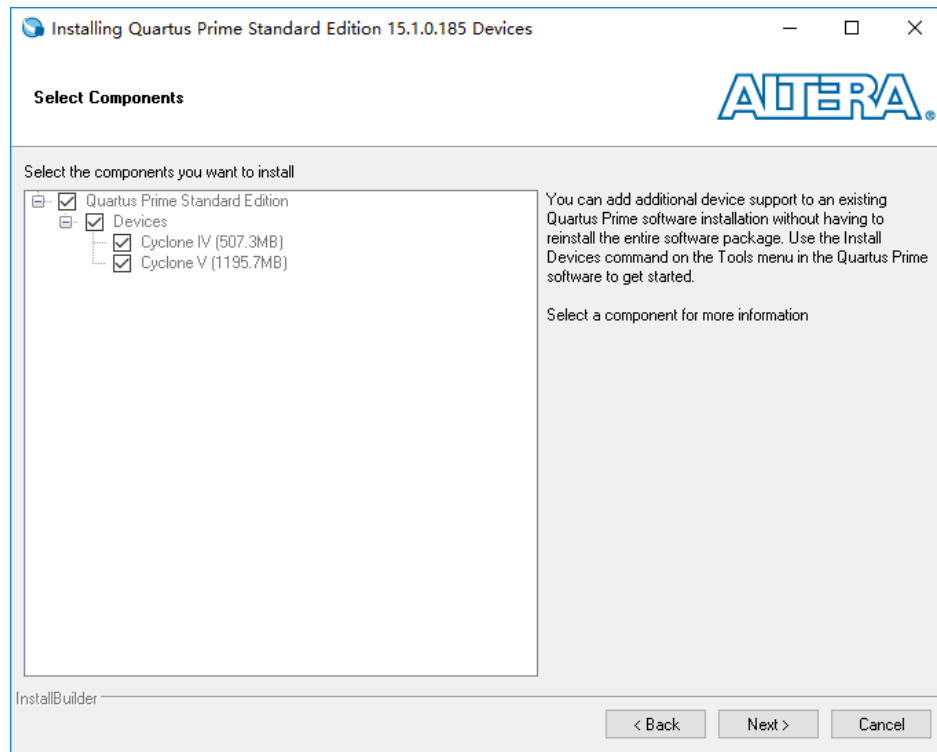 Installing Quartus Prime Standard Edition 15.1.0.185 Devices
Select Components
ALTERA®
Select the components you want to install
Quartus Prime Standard Edition
Devices
Cyclone IV (507.3MB)
Cyclone V (1195.7MB)
You can add additional device support to an existing
Quartus Prime software installation without having to
reinstall the entire software package. Use the Install
Devices command on the Tools menu in the Quartus Prime
software to get started.
Select a component for more information
InstallBuilder
< Back
Next >
Cancel